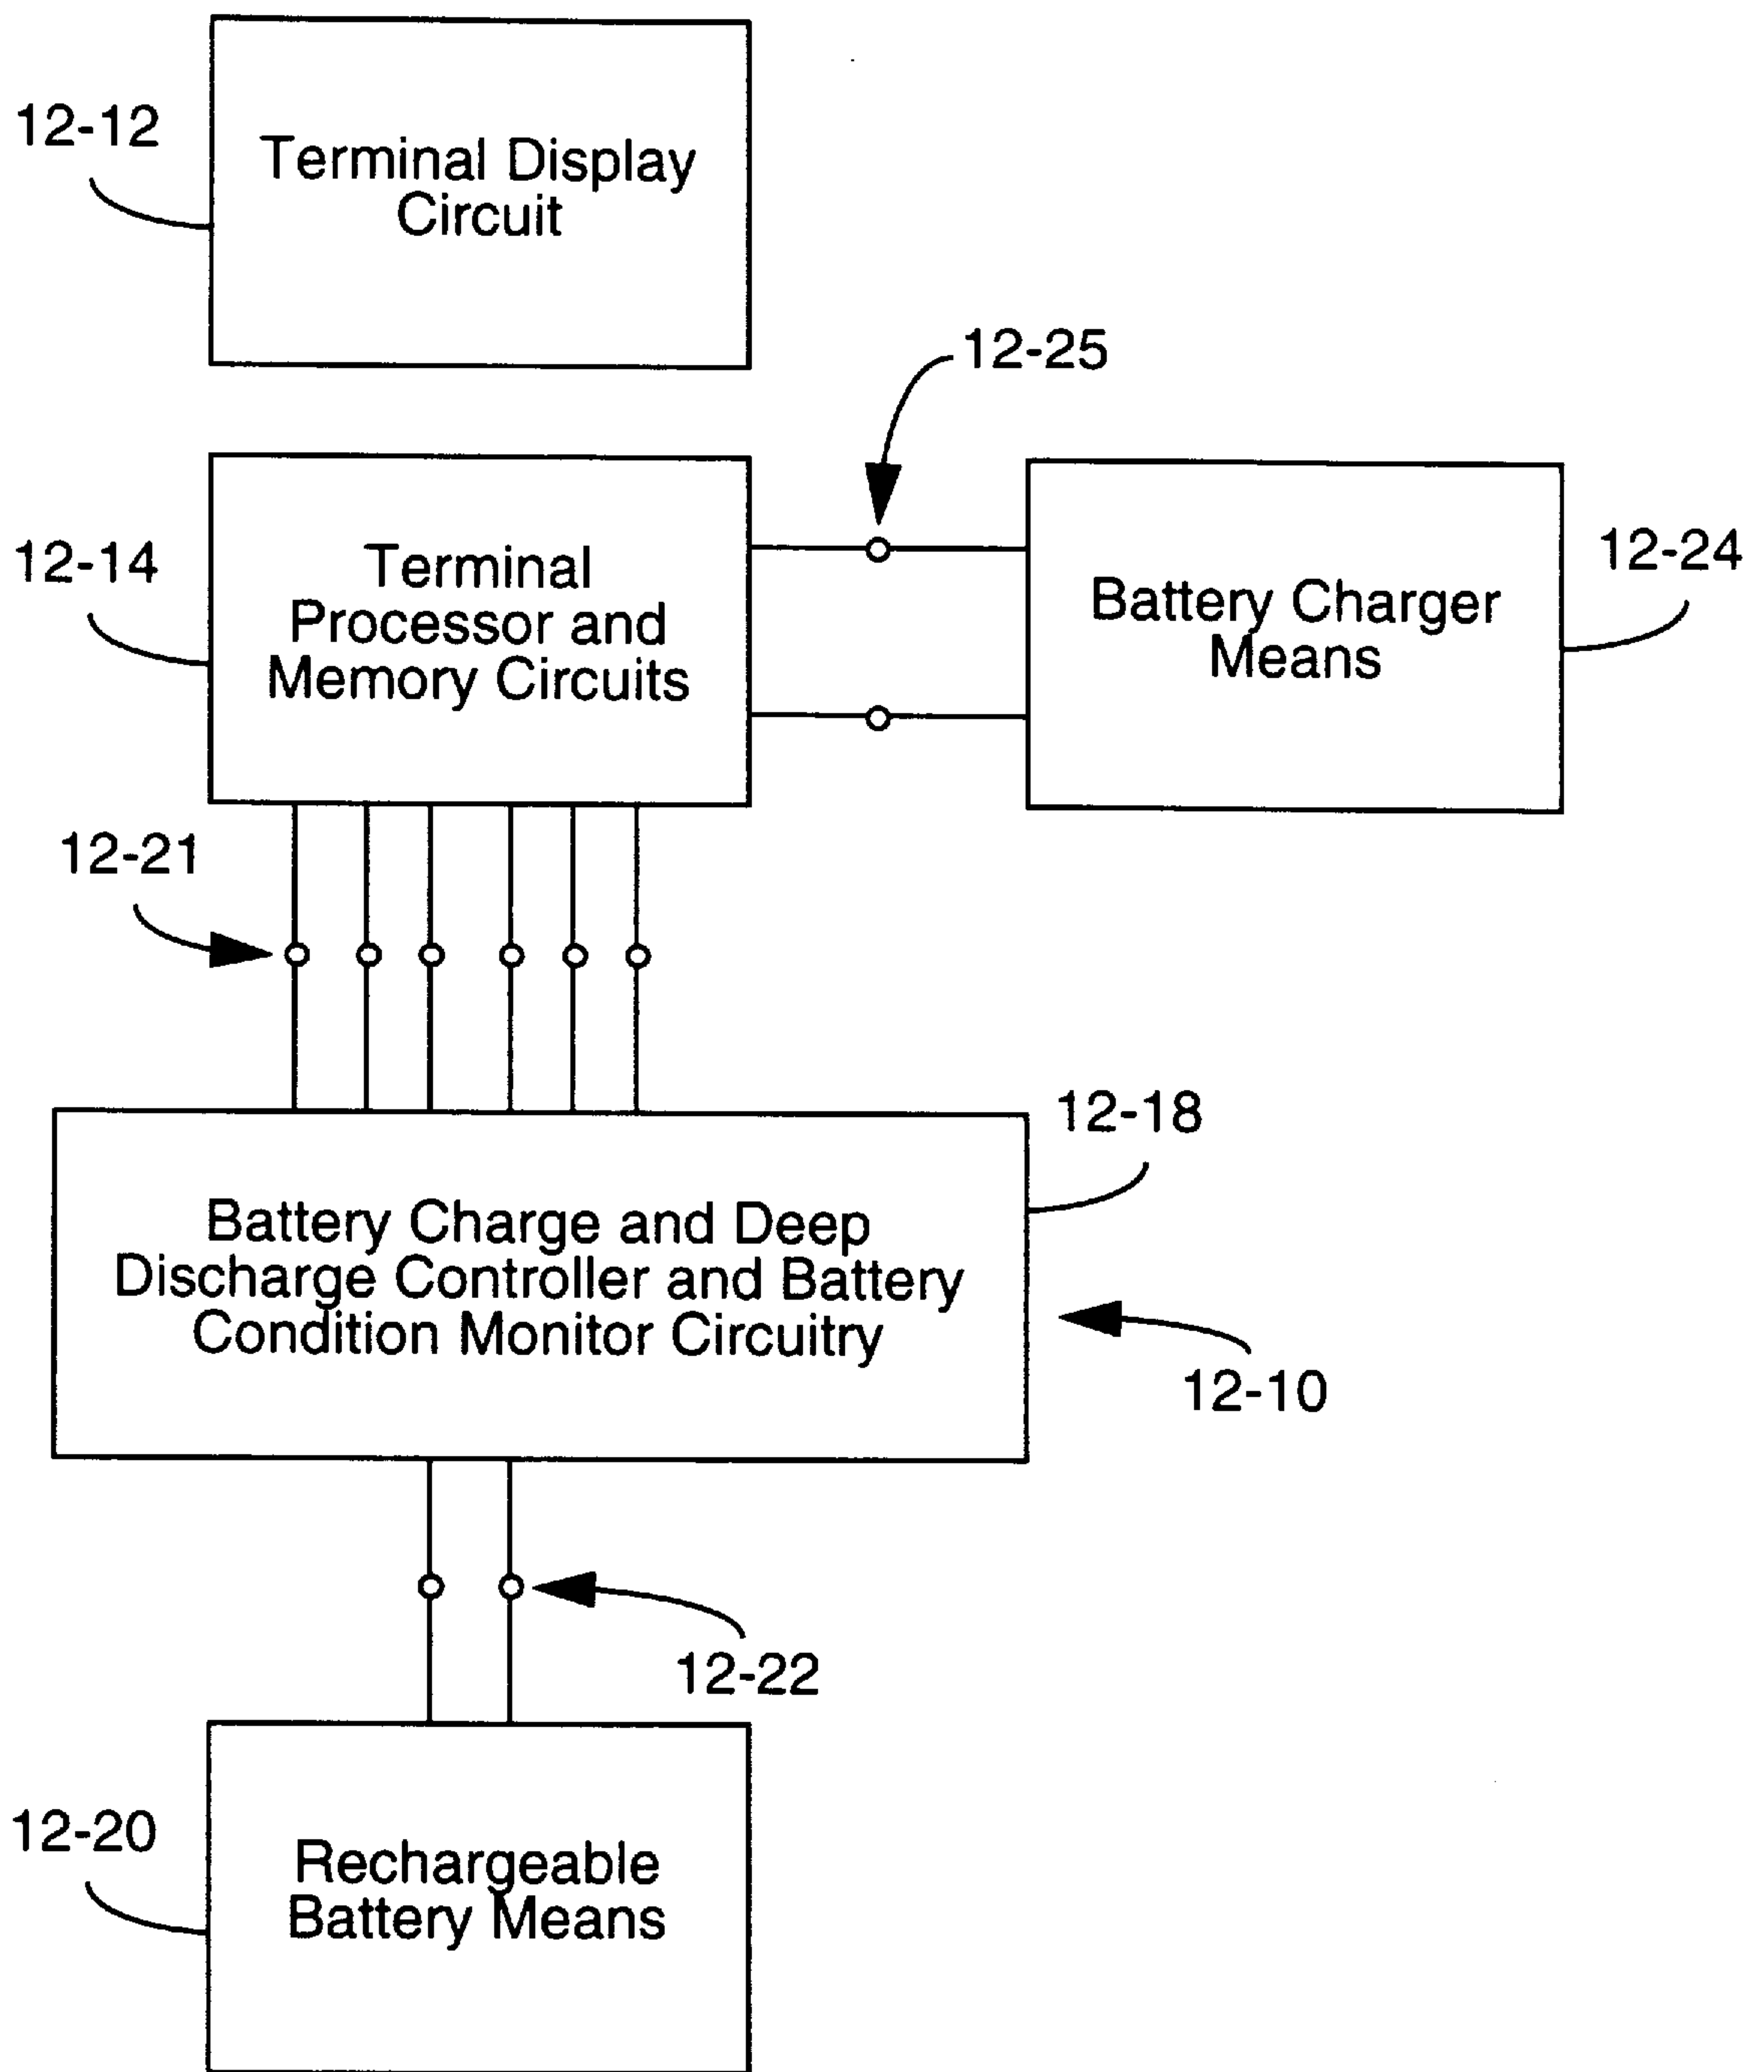 12-12
Terminal Display
Circuit
12-25
12-14
Terminal
Processor and
Memory Circuits
Battery Charger
Means
12-24
12-21
12-18
Battery Charge and Deep
Discharge Controller and Battery
Condition Monitor Circuitry
12-10
12-22
12-20
Rechargeable
Battery Means